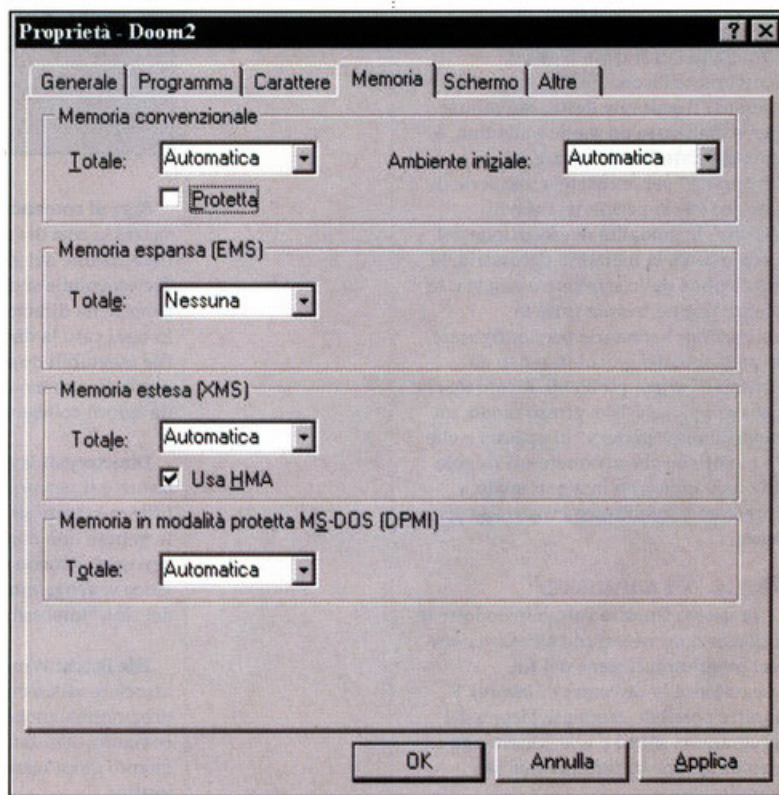 Proprietà - Doom2
Generale Programma Carattere Memoria Schermo Altre
Memoria convenzionale
Totale: Automatica Ambiente iniziale: Automatica
Protetta
Memoria espansa (EMS)
Totale: Nessuna
Memoria estesa (XMS)
Totale: Automatica
Usa HMA
Memoria in modalità protetta MS-DOS (DPMI)
Totale: Automatica
OK Annulla Applica